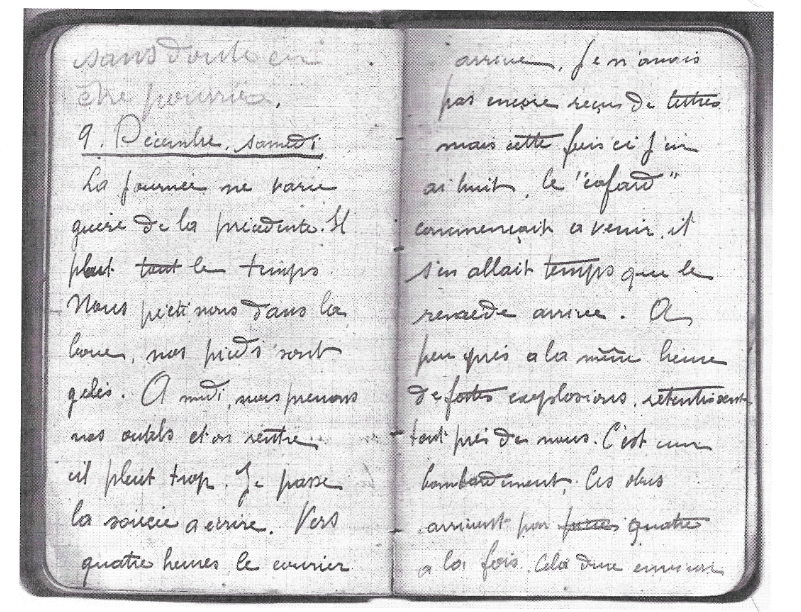 sans doute en
être pourrier.
9. Décembre. samedi
La journée ne varie
guère de la précédente. Il
pleut tout le temps
Nous piétinons dans la
boue, nos pieds sont
gelés. A midi, nous prenons
nos outils et on rentre
il pleut trop. Je passe
la soirée a écrire. Vers
quatre heures le courrier
arrive. Je n'avais
pas encore reçus de lettres
mais cette fois ci j'en
ai huit, le "cafard"
commençait a venir, il
s'en allait temps que le
remède arrive. A
peu près a la même heure
de fortes explosions, retentissent
tout près de nous. C'est un
bombardement. Les obus
arrivent par quatre
a la fois. Cela dure environ